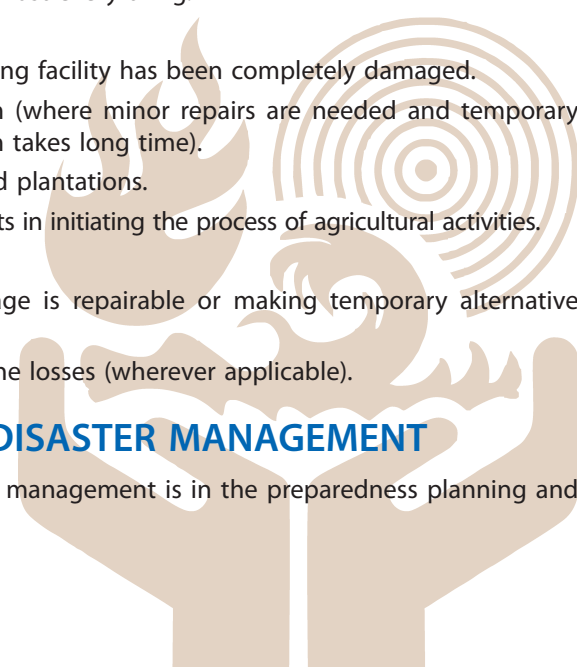 ng facility has been completely damaged.
(where minor repairs are needed and temporary
takes long time).
plantations.
ts in initiating the process of agricultural activities.
ge is repairable or making temporary alternative
he losses (wherever applicable).
DISASTER MANAGEMENT
management is in the preparedness planning and